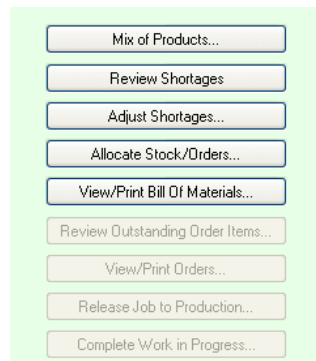 Mix of Products...
Review Shortages
Adjust Shortages...
Allocate Stock/Orders...
View/Print Bill Of Materials...
Review Outstanding Order Items...
View/Print Orders...
Release Job to Production...
Complete Work in Progress...